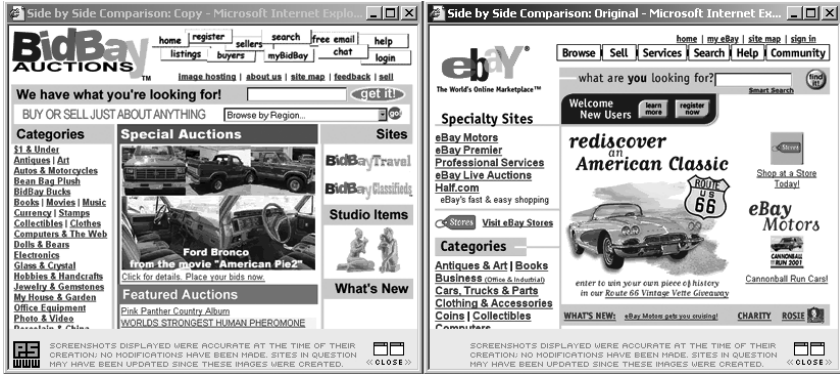 Side by Side Comparison: Copy - Microsoft Internet Explo...
BidBay
AUCTIONS
TM
home register sellers search free email help
listings buyers myBidBay chat login
image hosting | about us | site map | feedback | sell
We have what you're looking for! get it!
BUY OR SELL JUST ABOUT ANYTHING Browse by Region... go!
Categories
$1 & Under
Antiques | Art
Autos & Motorcycles
Bean Bag Plush
BidBay Bucks
Books | Movies | Music
Currency | Stamps
Collectibles | Clothes
Computers & The Web
Dolls & Bears
Electronics
Glass & Crystal
Hobbies & Handcrafts
Jewelry & Gemstones
My House & Garden
Office Equipment
Photo & Video
Porcelain & China
Special Auctions
Ford Bronco
from the movie "American Pie2"
Click for details. Place your bids now.
Featured Auctions
Pink Panther Country Album
WORLDS STRONGEST HUMAN PHEROMONE
Sites
BidBayTravel
BidBayClassifieds
Studio Items
What's New
SCREENSHOTS DISPLAYED WERE ACCURATE AT THE TIME OF THEIR
CREATION; NO MODIFICATIONS HAVE BEEN MADE. SITES IN QUESTION
MAY HAVE BEEN UPDATED SINCE THESE IMAGES WERE CREATED.
«CLOSE»
Side by Side Comparison: Original - Microsoft Internet Ex...
home | my eBay | site map | sign in
ebaY
The World's Online Marketplace™
Browse Sell Services Search Help Community
what are you looking for? find it!
Smart Search
Welcome
New Users
learn more
register now
Specialty Sites
eBay Motors
eBay Premier
Professional Services
eBay Live Auctions
Half.com
eBay's fast & easy shopping
Stores Visit eBay Stores
Categories
Antiques & Art | Books
Business (Office & Industrial)
Cars, Trucks & Parts
Clothing & Accessories
Coins | Collectibles
Computers
rediscover
an
American Classic
ROUTE
US
66
enter to win your own piece of history
in our Route 66 Vintage Vette Giveaway
Stores
Shop at a Store
Today!
eBay
Motors
CANNONBALL
RUN 2001
Cannonball Run Cars!
WHAT'S NEW: eBay Motors gets you cruising! CHARITY ROSIE
SCREENSHOTS DISPLAYED WERE ACCURATE AT THE TIME OF THEIR
CREATION; NO MODIFICATIONS HAVE BEEN MADE. SITES IN QUESTION
MAY HAVE BEEN UPDATED SINCE THESE IMAGES WERE CREATED.
«CLOSE»